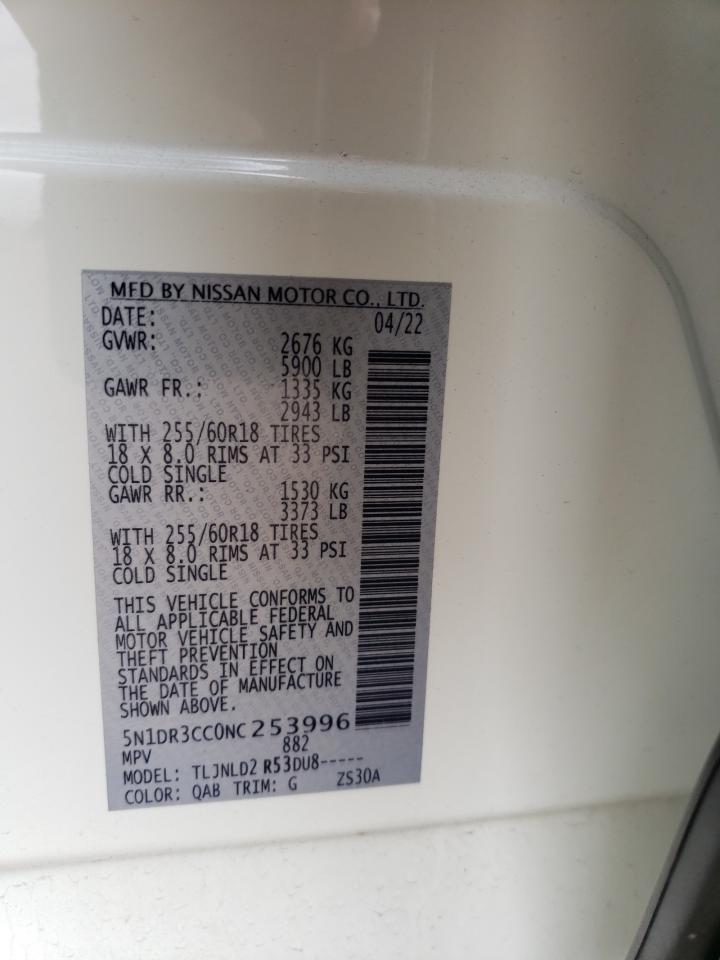 MFD BY NISSAN MOTOR CO., LTD.
DATE: 04/22
GVWR: 2676 KG
5900 LB
GAWR FR.: 1335 KG
2943 LB
WITH 255/60R18 TIRES
18 X 8.0 RIMS AT 33 PSI
COLD SINGLE
GAWR RR.: 1530 KG
3373 LB
WITH 255/60R18 TIRES
18 X 8.0 RIMS AT 33 PSI
COLD SINGLE
THIS VEHICLE CONFORMS TO
ALL APPLICABLE FEDERAL
MOTOR VEHICLE SAFETY AND
THEFT PREVENTION
STANDARDS IN EFFECT ON
THE DATE OF MANUFACTURE
SHOWN ABOVE.
5N1DR3CC0NC253996
MPV 882
MODEL: TLJNLD2 R53DU8-----
COLOR: QAB TRIM: G ZS30A